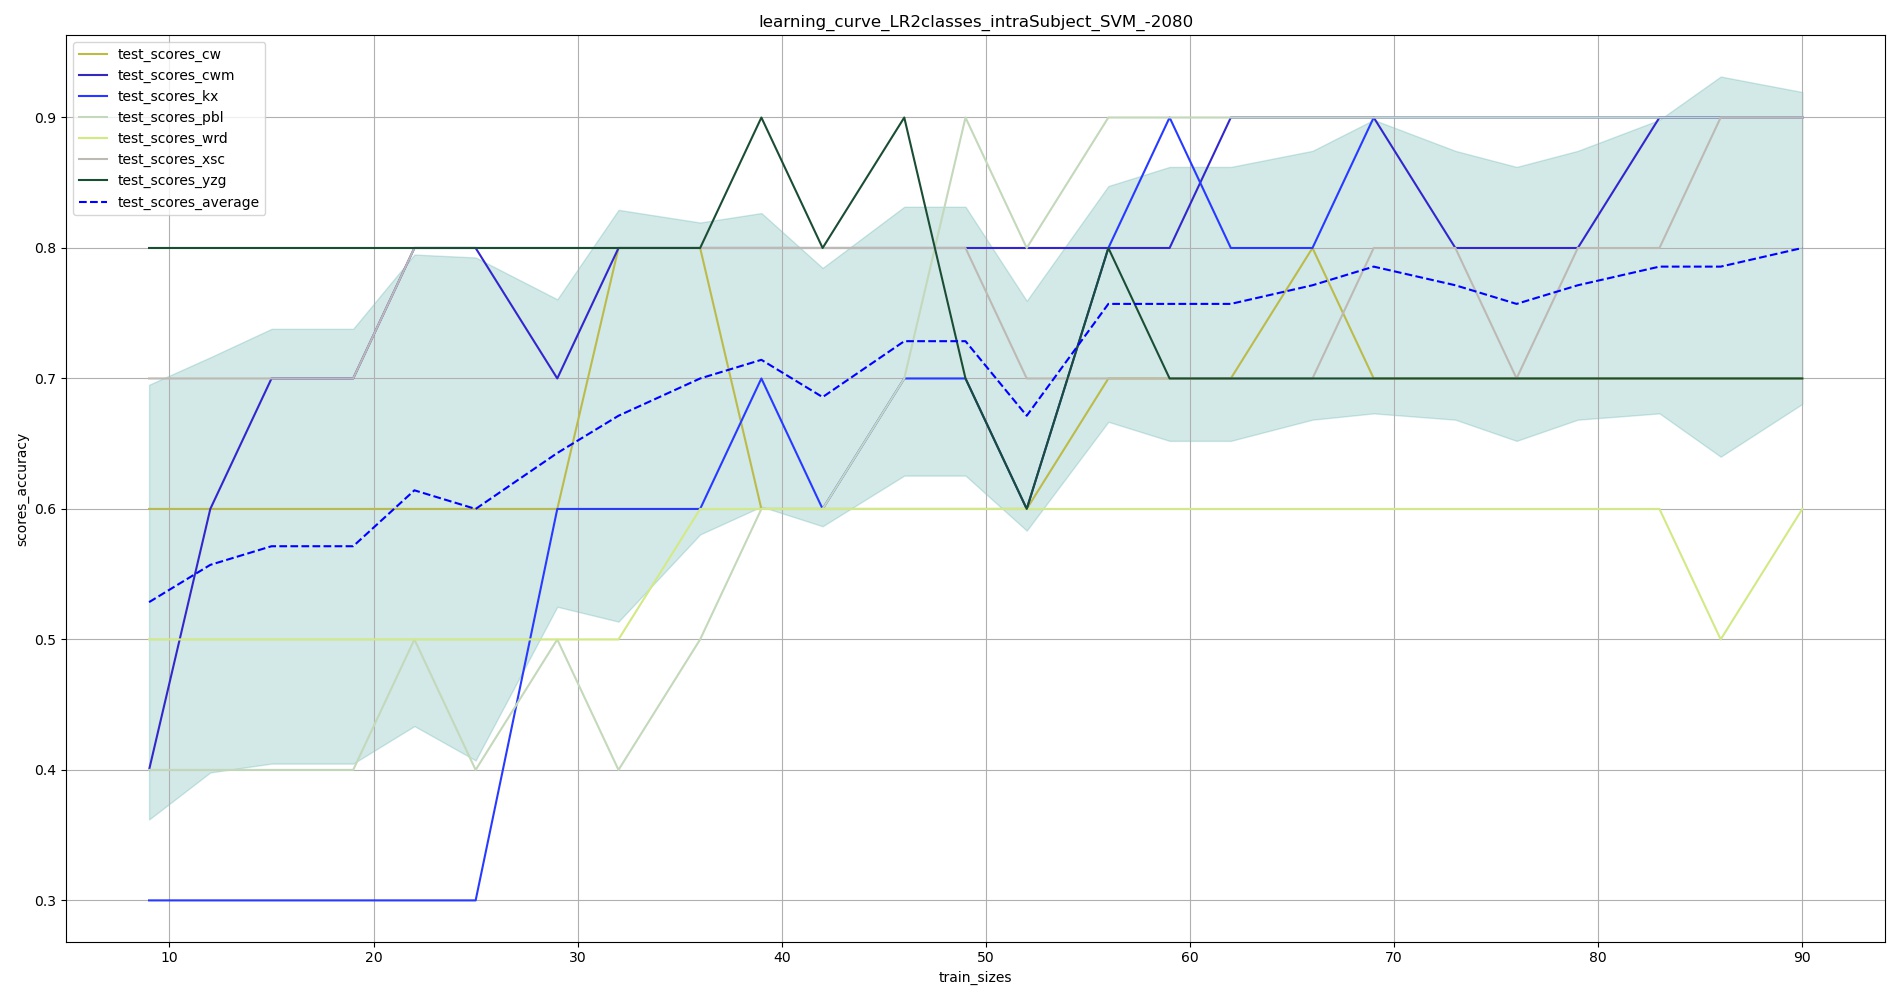 learning_curve_LR2classes_intraSubject_SVM_-2080
test_scores_cw
test_scores_cwm
test_scores_kx
test_scores_pbl
test_scores_wrd
test_scores_xsc
test_scores_yzg
test_scores_average
0.9
0.8
0.7
0.6
0.5
0.4
0.3
scores_accuracy
10 20 30 40 50 60 70 80 90
train_sizes